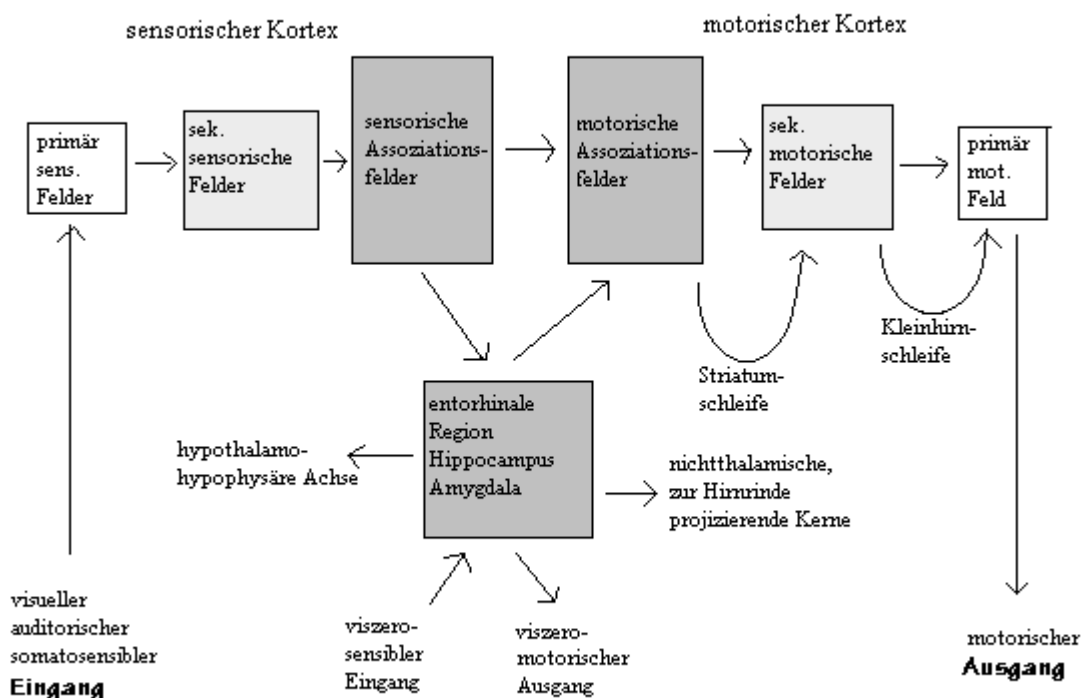 sensorischer Kortex
motorischer Kortex
primär
sens.
Felder
sek.
sensorische
Felder
sensorische
Assoziations-
felder
motorische
Assoziations-
felder
sek.
motorische
Felder
primär
mot.
Feld
Striatum-
schleife
Kleinhirn-
schleife
entorhinale
Region
Hippocampus
Amygdala
hypothalamo-
hypophysäre Achse
nichtthalamische,
zur Hirnrinde
projizierende Kerne
visueller
auditorischer
somatosensibler
Eingang
viszero-
sensibler
Eingang
viszero-
motorischer
Ausgang
motorischer
Ausgang